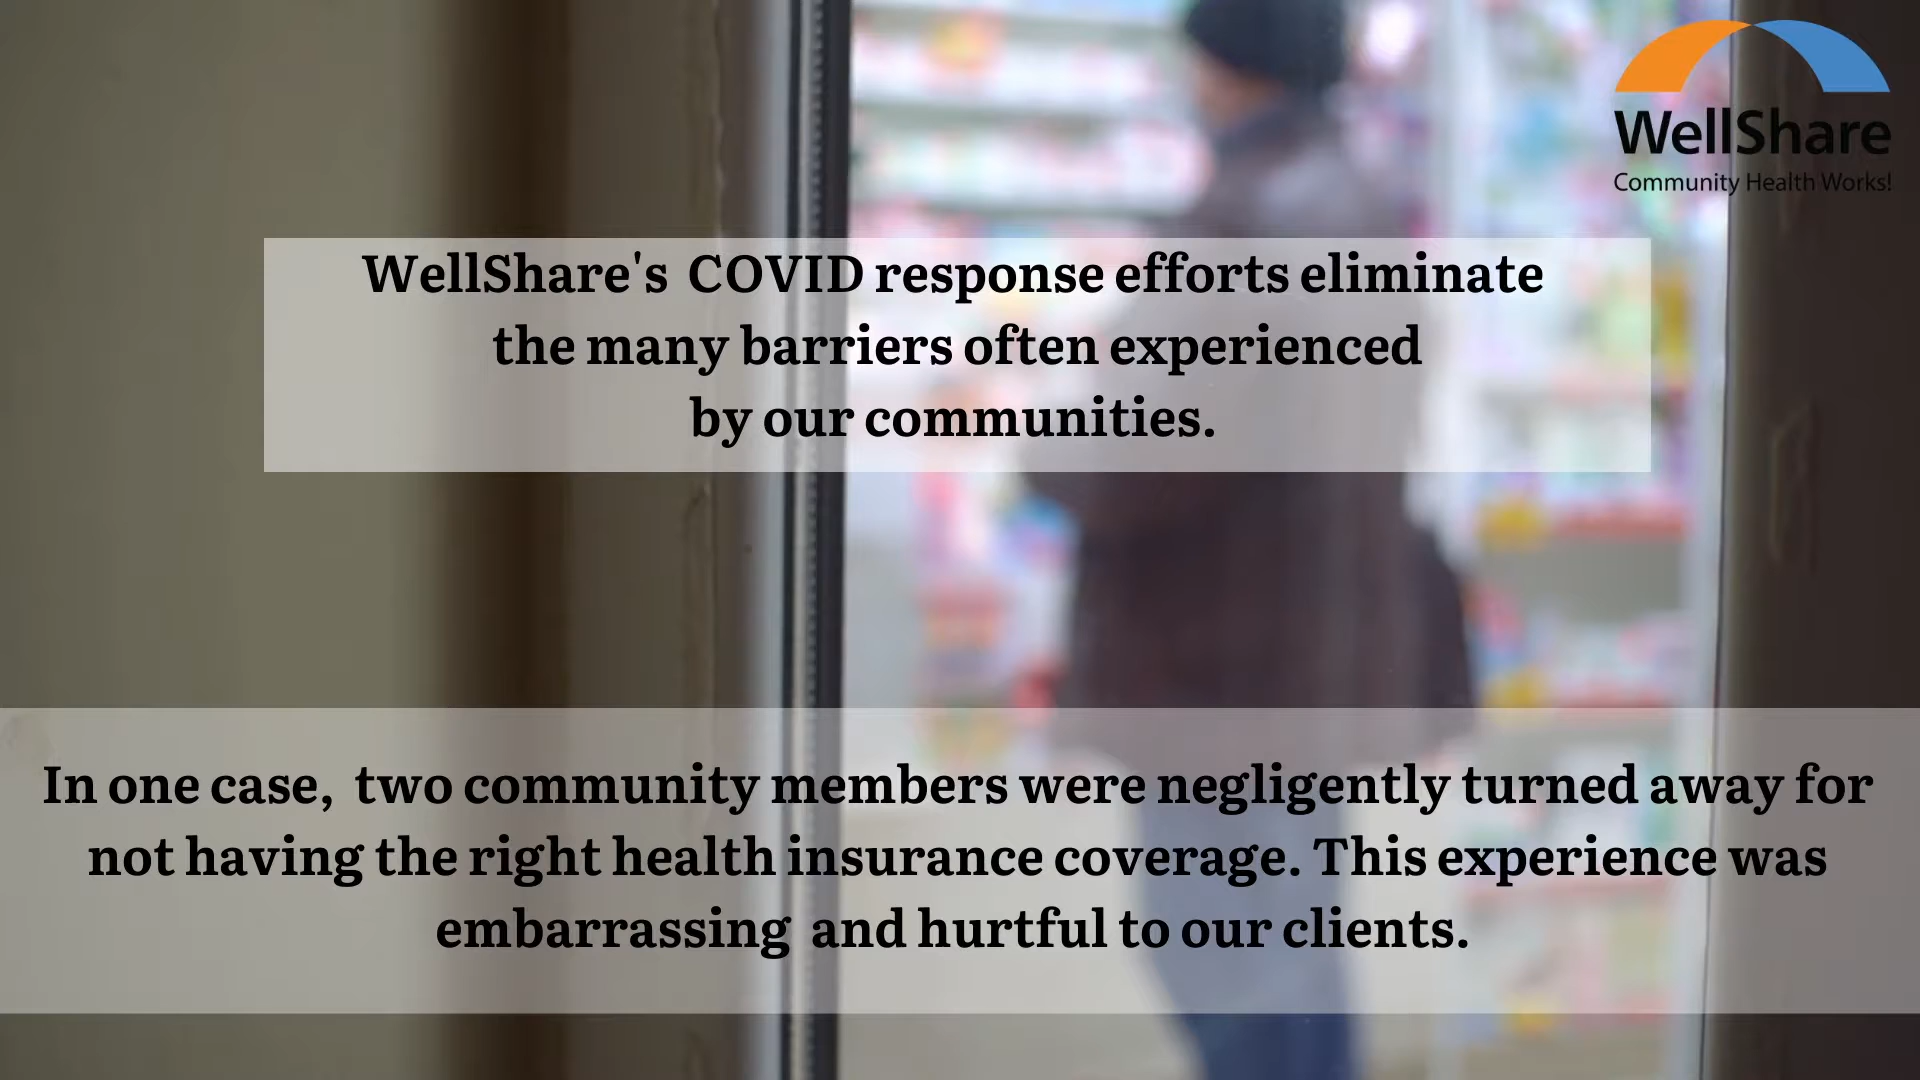 WellShare
Community Health Works!
WellShare's COVID response efforts eliminate
the many barriers often experienced
by our communities.
In one case, two community members were negligently turned away for
not having the right health insurance coverage. This experience was
embarrassing and hurtful to our clients.